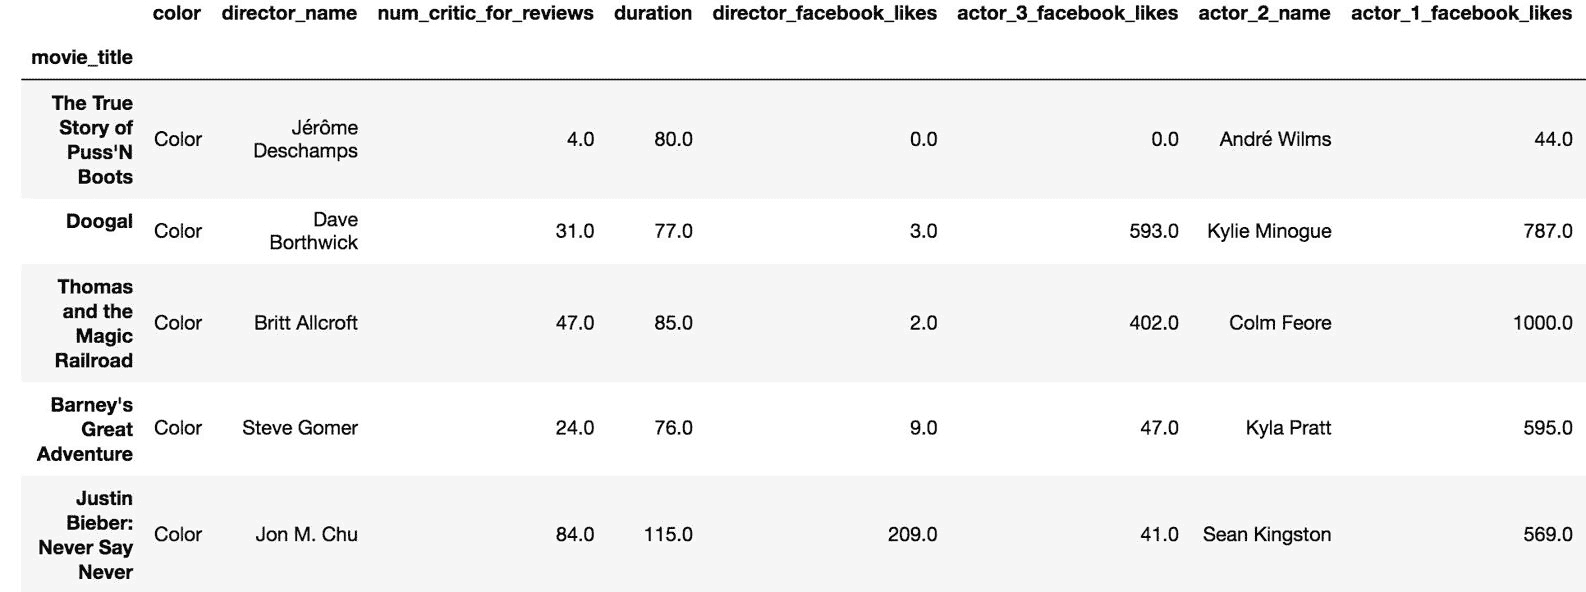 color director_name num_critic_for_reviews duration director_facebook_likes actor_3_facebook_likes actor_2_name actor_1_facebook_likes
movie_title
The True
Story of
Puss'N
Boots
Color
Jérôme
Deschamps
4.0 80.0 0.0 0.0 André Wilms 44.0
Doogal
Color
Dave
Borthwick
31.0 77.0 3.0 593.0 Kylie Minogue 787.0
Thomas
and the
Magic
Railroad
Color Britt Allcroft 47.0 85.0 2.0 402.0 Colm Feore 1000.0
Barney's
Great
Adventure
Color Steve Gomer 24.0 76.0 9.0 47.0 Kyla Pratt 595.0
Justin
Bieber:
Never Say
Never
Color Jon M. Chu 84.0 115.0 209.0 41.0 Sean Kingston 569.0